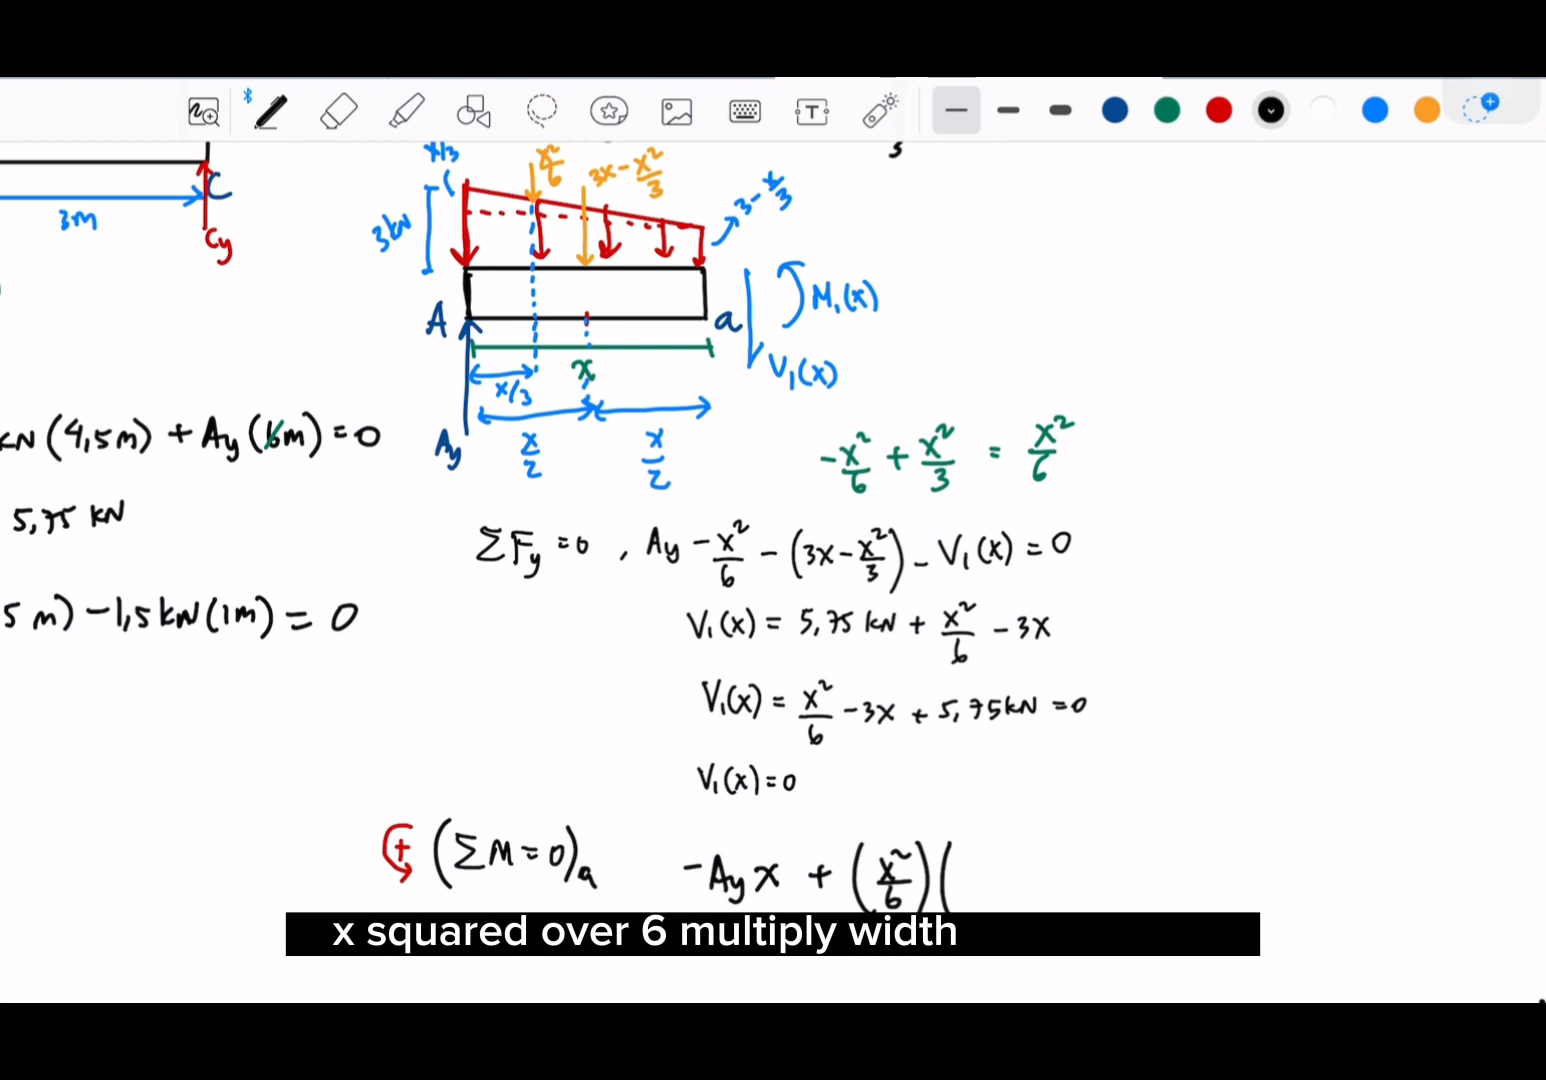 x/3
x²/6
3x - x²/3
3 - x/3
3kN
C
3m
Cy
A
a
M₁(x)
V₁(x)
x/3
x
Ay
x/2
x/2
kN (4,5m) + Ay (6m) = 0
-x²/6 + x²/3 = x²/6
5,75 kN
ΣFy = 0 , Ay - x²/6 - (3x - x²/3) - V₁(x) = 0
5 m) - 1,5 kN (1m) = 0
V₁(x) = 5,75 kN + x²/6 - 3x
V₁(x) = x²/6 - 3x + 5,75kN = 0
V₁(x) = 0
+ (ΣM = 0)a -Ay x + (x²/6)(
x squared over 6 multiply width